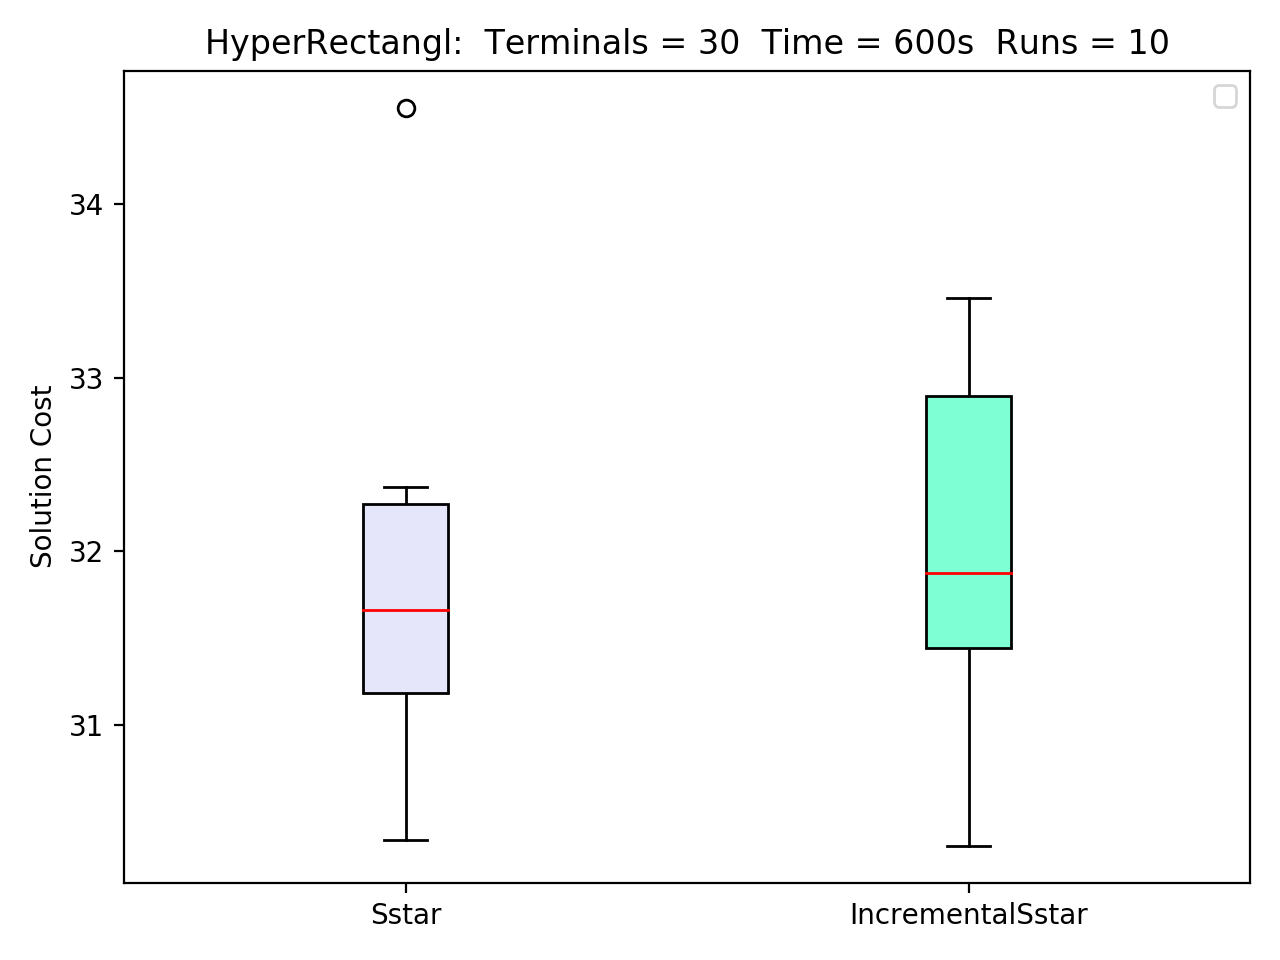 HyperRectangl:  Terminals = 30  Time = 600s  Runs = 10
Solution Cost
34
33
32
31
Sstar
IncrementalSstar